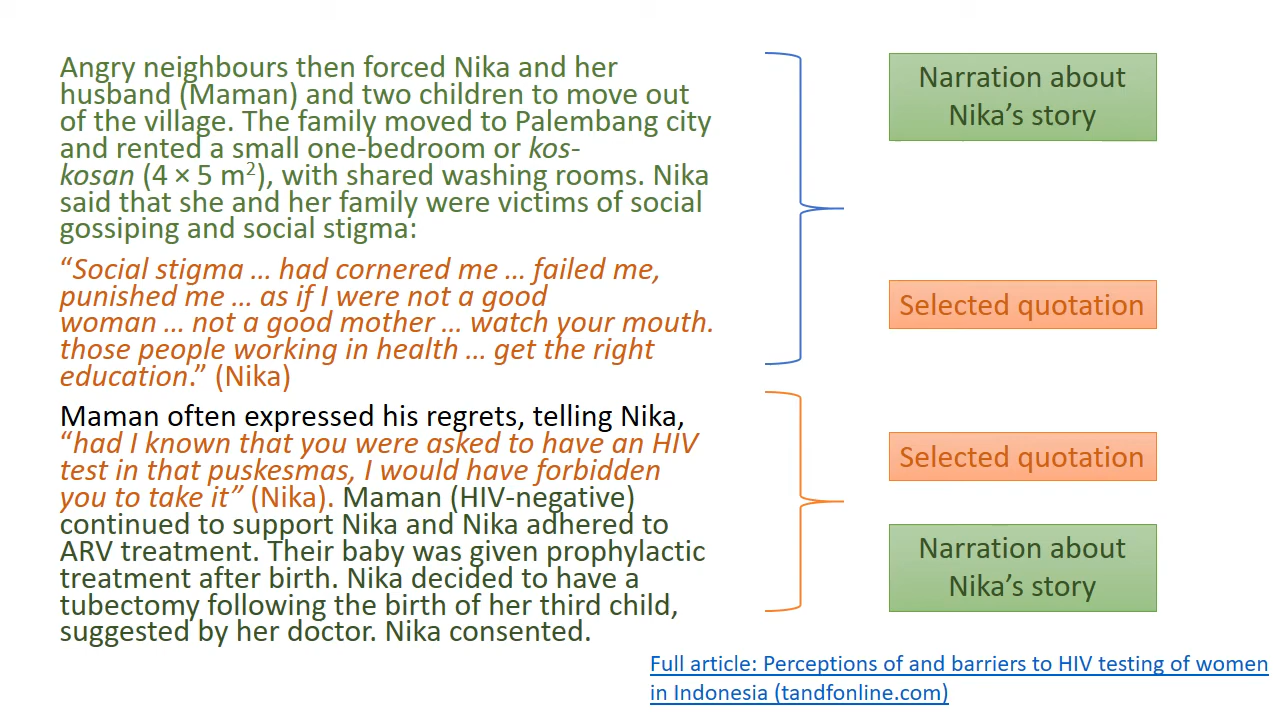 Angry neighbours then forced Nika and her
husband (Maman) and two children to move out
of the village. The family moved to Palembang city
and rented a small one-bedroom or kos-
kosan (4 × 5 m²), with shared washing rooms. Nika
said that she and her family were victims of social
gossiping and social stigma:
“Social stigma … had cornered me … failed me,
punished me … as if I were not a good
woman … not a good mother … watch your mouth.
those people working in health … get the right
education.” (Nika)
Maman often expressed his regrets, telling Nika,
“had I known that you were asked to have an HIV
test in that puskesmas, I would have forbidden
you to take it” (Nika). Maman (HIV-negative)
continued to support Nika and Nika adhered to
ARV treatment. Their baby was given prophylactic
treatment after birth. Nika decided to have a
tubectomy following the birth of her third child,
suggested by her doctor. Nika consented.
Narration about
Nika’s story
Selected quotation
Selected quotation
Narration about
Nika’s story
Full article: Perceptions of and barriers to HIV testing of women
in Indonesia (tandfonline.com)